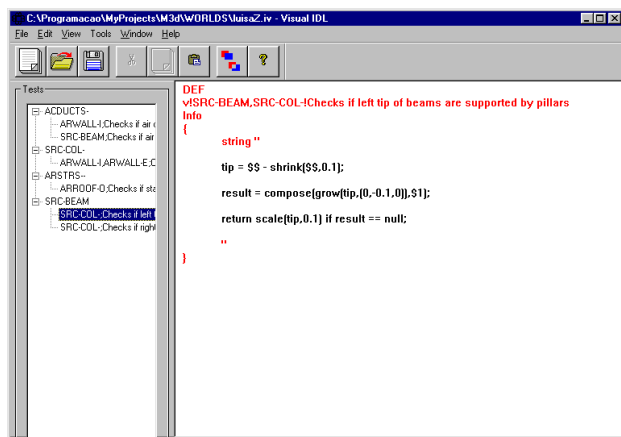 C:\Programacao\MyProjects\M3d\WORLDS\luisaZ.iv - Visual IDL
File Edit View Tools Window Help
Tests
ACDUCTS-
ARWALL-I;Checks if air
SRC-BEAM;Checks if air
SRC-COL-
ARWALL-I,ARWALL-E;C
ARSTRS--
ARROOF-O;Checks if sta
SRC-BEAM
SRC-COL-;Checks if left
SRC-COL-;Checks if right
DEF
v!SRC-BEAM,SRC-COL-!Checks if left tip of beams are supported by pillars
Info
{
string "
tip = $$ - shrink($$,0.1);
result = compose(grow(tip,(0,-0.1,0)),$1);
return scale(tip,0.1) if result == null;
"
}